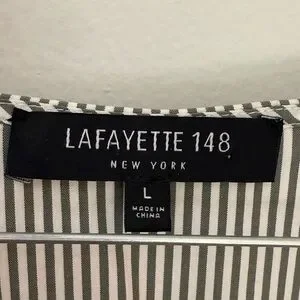 LAFAYETTE 148
NEW YORK
L
MADE IN
CHINA